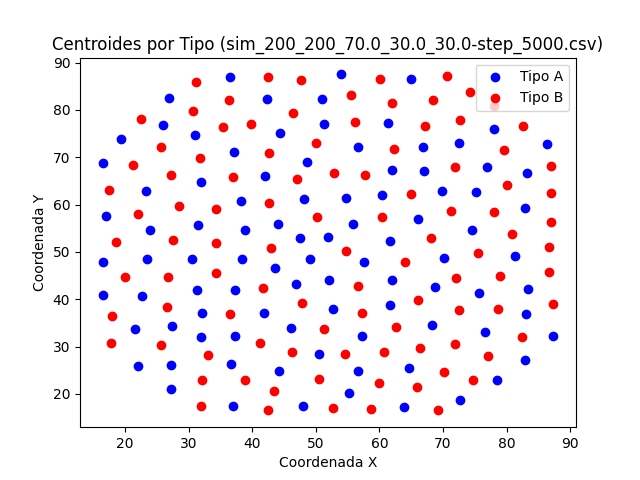 Centroides por Tipo (sim_200_200_70.0_30.0_30.0-step_5000.csv)
90
80
70
60
50
40
30
20
Coordenada Y
Tipo A
Tipo B
20 30 40 50 60 70 80 90
Coordenada X